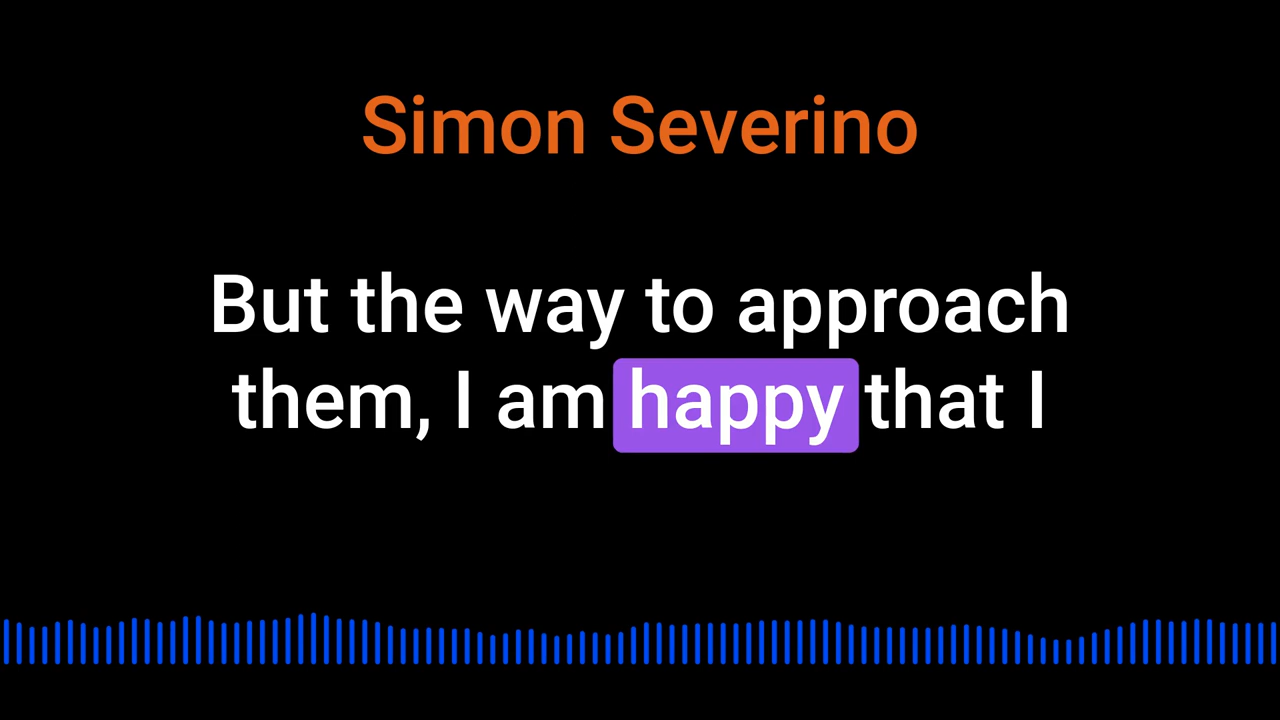 Simon Severino
But the way to approach
them, I am happy that I